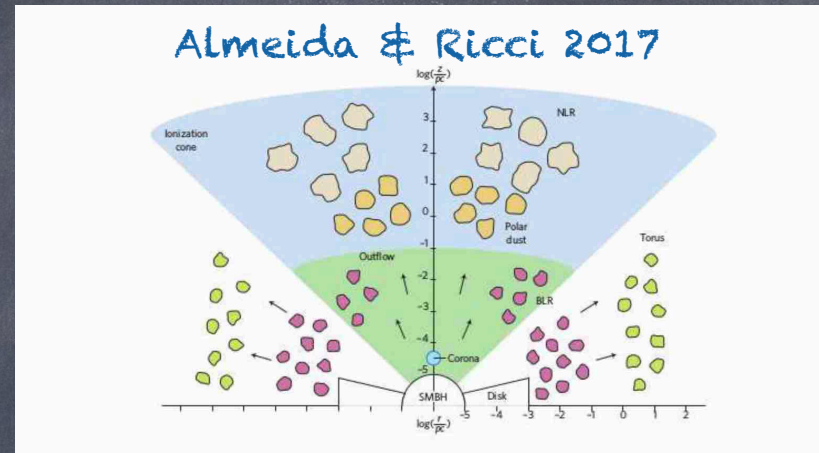 Almeida & Ricci 2017
log(z/pc)
NLR
Ionization
cone
3
2
1
0
Polar
dust
-1
Torus
Outflow
-2
BLR
-3
-4
Corona
-5
SMBH
Disk
-5 -4 -3 -2 -1 0 1 2
log(r/pc)